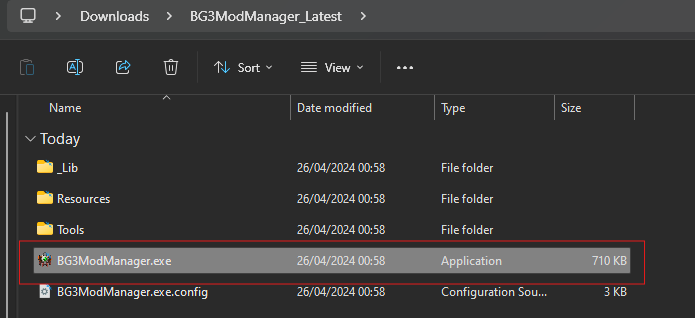 Downloads > BG3ModManager_Latest >
Sort View ...
Name Date modified Type Size
Today
_Lib 26/04/2024 00:58 File folder
Resources 26/04/2024 00:58 File folder
Tools 26/04/2024 00:58 File folder
BG3ModManager.exe 26/04/2024 00:58 Application 710 KB
BG3ModManager.exe.config 26/04/2024 00:58 Configuration Sou... 3 KB